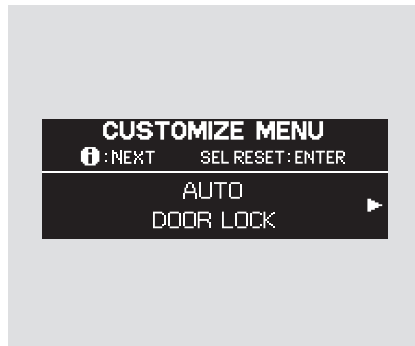 CUSTOMIZE MENU
i:NEXT SEL RESET:ENTER
AUTO
DOOR LOCK